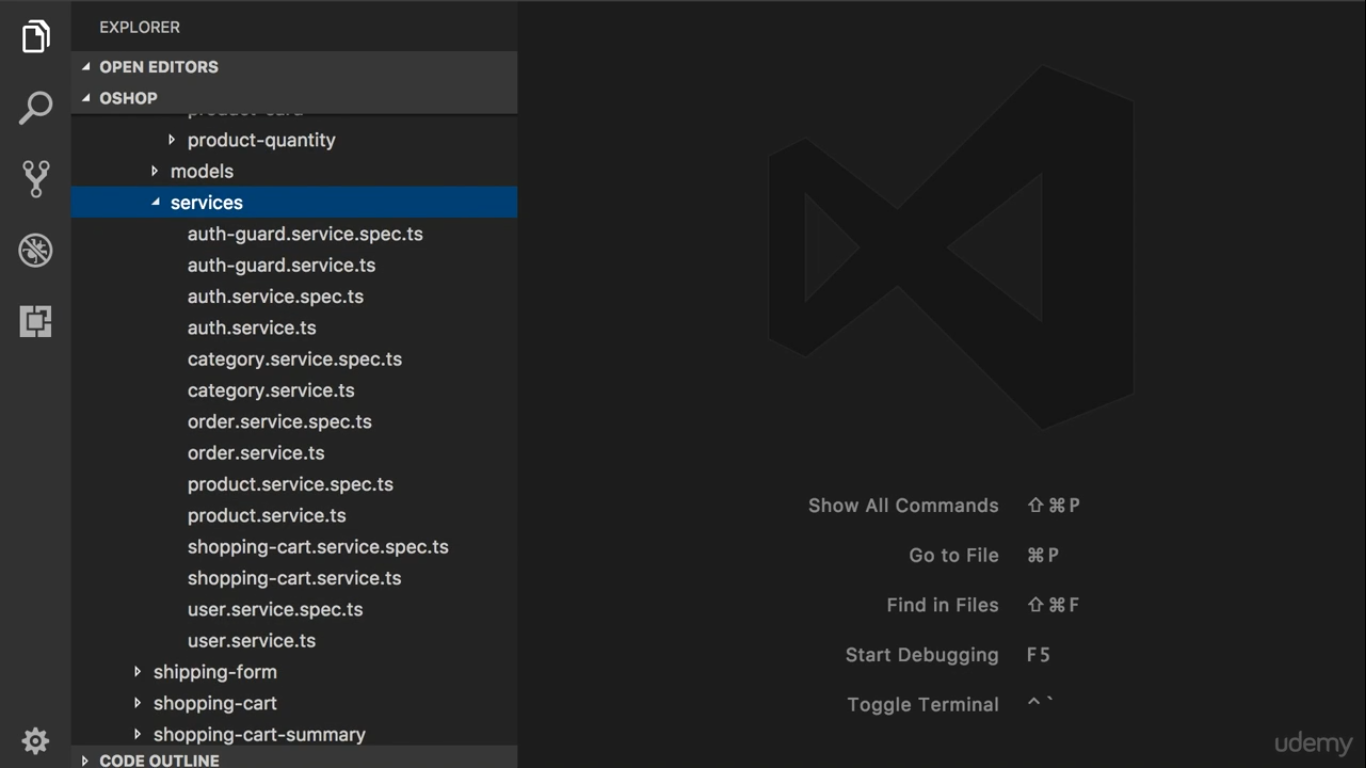 EXPLORER
OPEN EDITORS
OSHOP
product-card
product-quantity
models
services
auth-guard.service.spec.ts
auth-guard.service.ts
auth.service.spec.ts
auth.service.ts
category.service.spec.ts
category.service.ts
order.service.spec.ts
order.service.ts
product.service.spec.ts
product.service.ts
shopping-cart.service.spec.ts
shopping-cart.service.ts
user.service.spec.ts
user.service.ts
shipping-form
shopping-cart
shopping-cart-summary
CODE OUTLINE
Show All Commands ⇧⌘P
Go to File ⌘P
Find in Files ⇧⌘F
Start Debugging F5
Toggle Terminal ^`
udemy